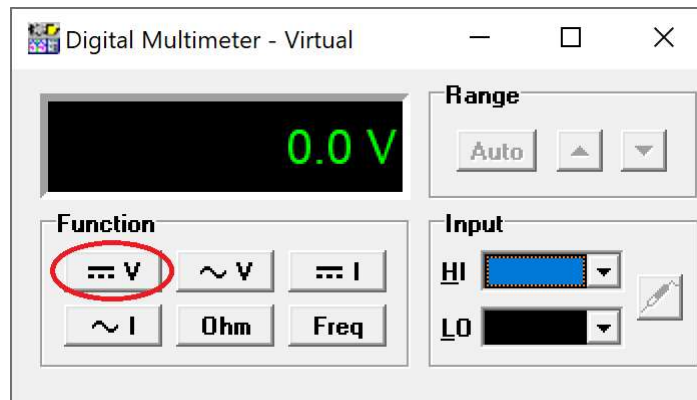 Digital Multimeter - Virtual
0.0 V
Range
Auto
Function
V
~ V
I
~ I
Ohm
Freq
Input
HI
LO